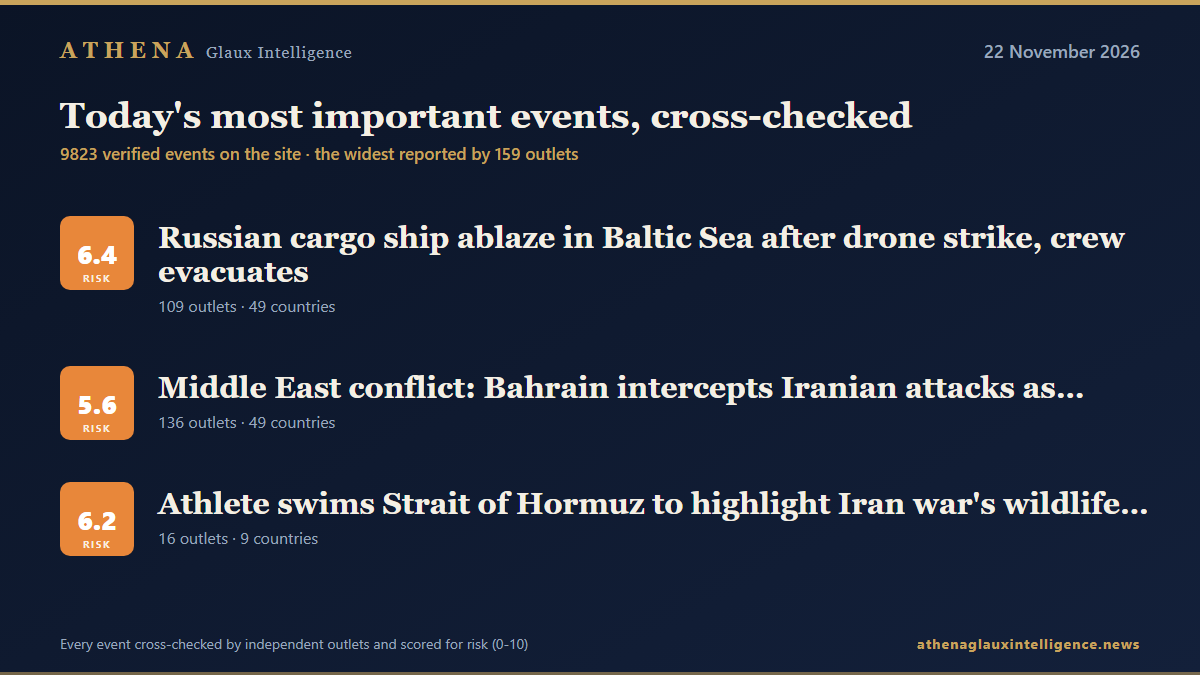 ATHENA Glaux Intelligence
22 November 2026
Today's most important events, cross-checked
9823 verified events on the site · the widest reported by 159 outlets
6.4
RISK
Russian cargo ship ablaze in Baltic Sea after drone strike, crew
evacuates
109 outlets · 49 countries
5.6
RISK
Middle East conflict: Bahrain intercepts Iranian attacks as...
136 outlets · 49 countries
6.2
RISK
Athlete swims Strait of Hormuz to highlight Iran war's wildlife...
16 outlets · 9 countries
Every event cross-checked by independent outlets and scored for risk (0-10)
athenaglauxintelligence.news